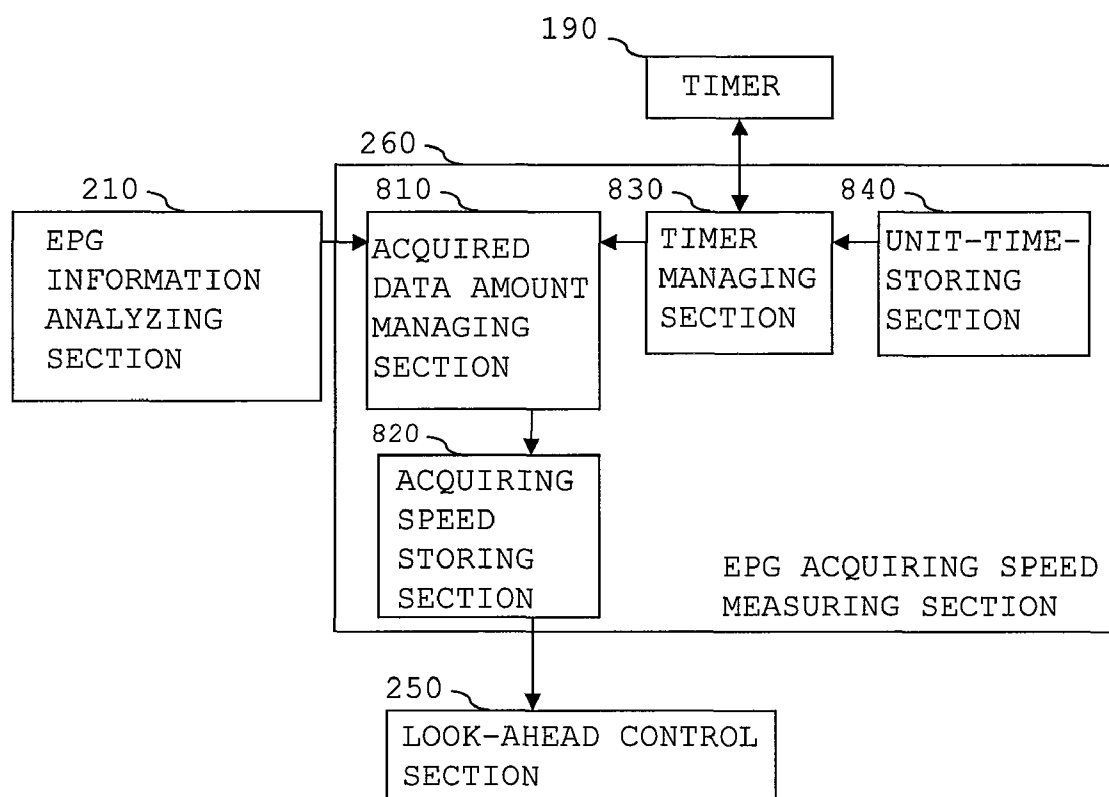 190
TIMER
260
210
810
830
840
EPG
INFORMATION
ANALYZING
SECTION
ACQUIRED
DATA AMOUNT
MANAGING
SECTION
TIMER
MANAGING
SECTION
UNIT-TIME-
STORING
SECTION
820
ACQUIRING
SPEED
STORING
SECTION
EPG ACQUIRING SPEED
MEASURING SECTION
250
LOOK-AHEAD CONTROL
SECTION